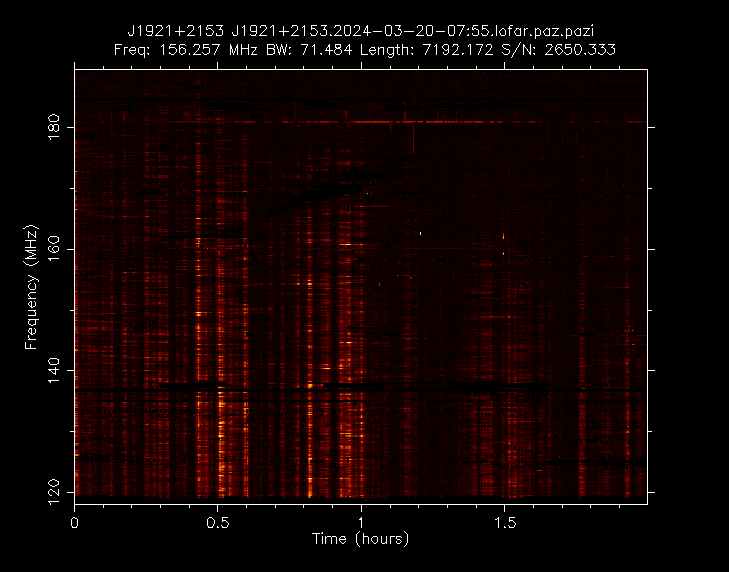 J1921+2153 J1921+2153.2024-03-20-07:55.lofar.paz.pazi
Freq: 156.257 MHz BW: 71.484 Length: 7192.172 S/N: 2650.333
180
160
140
120
Frequency (MHz)
0 0.5 1 1.5
Time (hours)